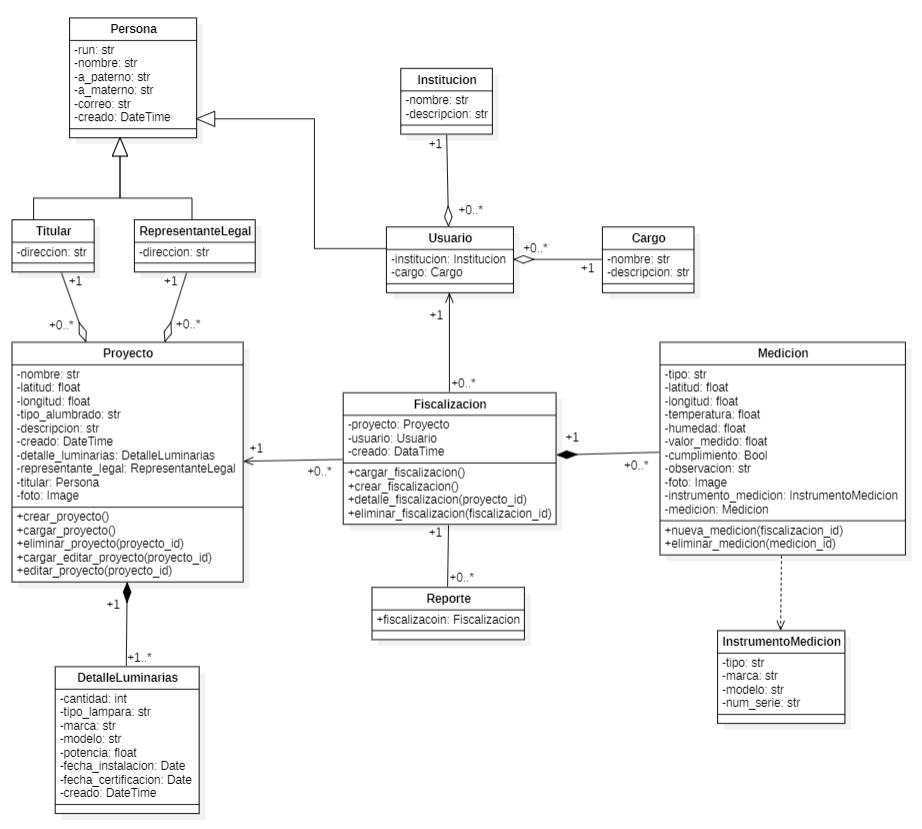 Persona
-run: str
-nombre: str
-a_paterno: str
-a_materno: str
-correo: str
-creado: DateTime
Institucion
-nombre: str
-descripcion: str
+1
+0..*
Titular
-direccion: str
+1
+0..*
RepresentanteLegal
-direccion: str
+1
+0..*
Usuario
-institucion: Institucion
-cargo: Cargo
+0..*
+1
Cargo
-nombre: str
-descripcion: str
+1
+0..*
Proyecto
-nombre: str
-latitud: float
-longitud: float
-tipo_alumbrado: str
-descripcion: str
-creado: DateTime
-detalle_luminarias: DetalleLuminarias
-representante_legal: RepresentanteLegal
-titular: Persona
-foto: Image
+crear_proyecto()
+cargar_proyecto()
+eliminar_proyecto(proyecto_id)
+cargar_editar_proyecto(proyecto_id)
+editar_proyecto(proyecto_id)
+1
+0..*
Fiscalizacion
-proyecto: Proyecto
-usuario: Usuario
-creado: DataTime
+cargar_fiscalizacion()
+crear_fiscalizacion()
+detalle_fiscalizacion(proyecto_id)
+eliminar_fiscalizacion(fiscalizacion_id)
+1
+0..*
Medicion
-tipo: str
-latitud: float
-longitud: float
-temperatura: float
-humedad: float
-valor_medido: float
-cumplimiento: Bool
-observacion: str
-foto: Image
-instrumento_medicion: InstrumentoMedicion
-medicion: Medicion
+nueva_medicion(fiscalizacion_id)
+eliminar_medicion(medicion_id)
+1
+0..*
Reporte
+fiscalizacoin: Fiscalizacion
+1
+1..*
DetalleLuminarias
-cantidad: int
-tipo_lampara: str
-marca: str
-modelo: str
-potencia: float
-fecha_instalacion: Date
-fecha_certificacion: Date
-creado: DateTime
InstrumentoMedicion
-tipo: str
-marca: str
-modelo: str
-num_serie: str